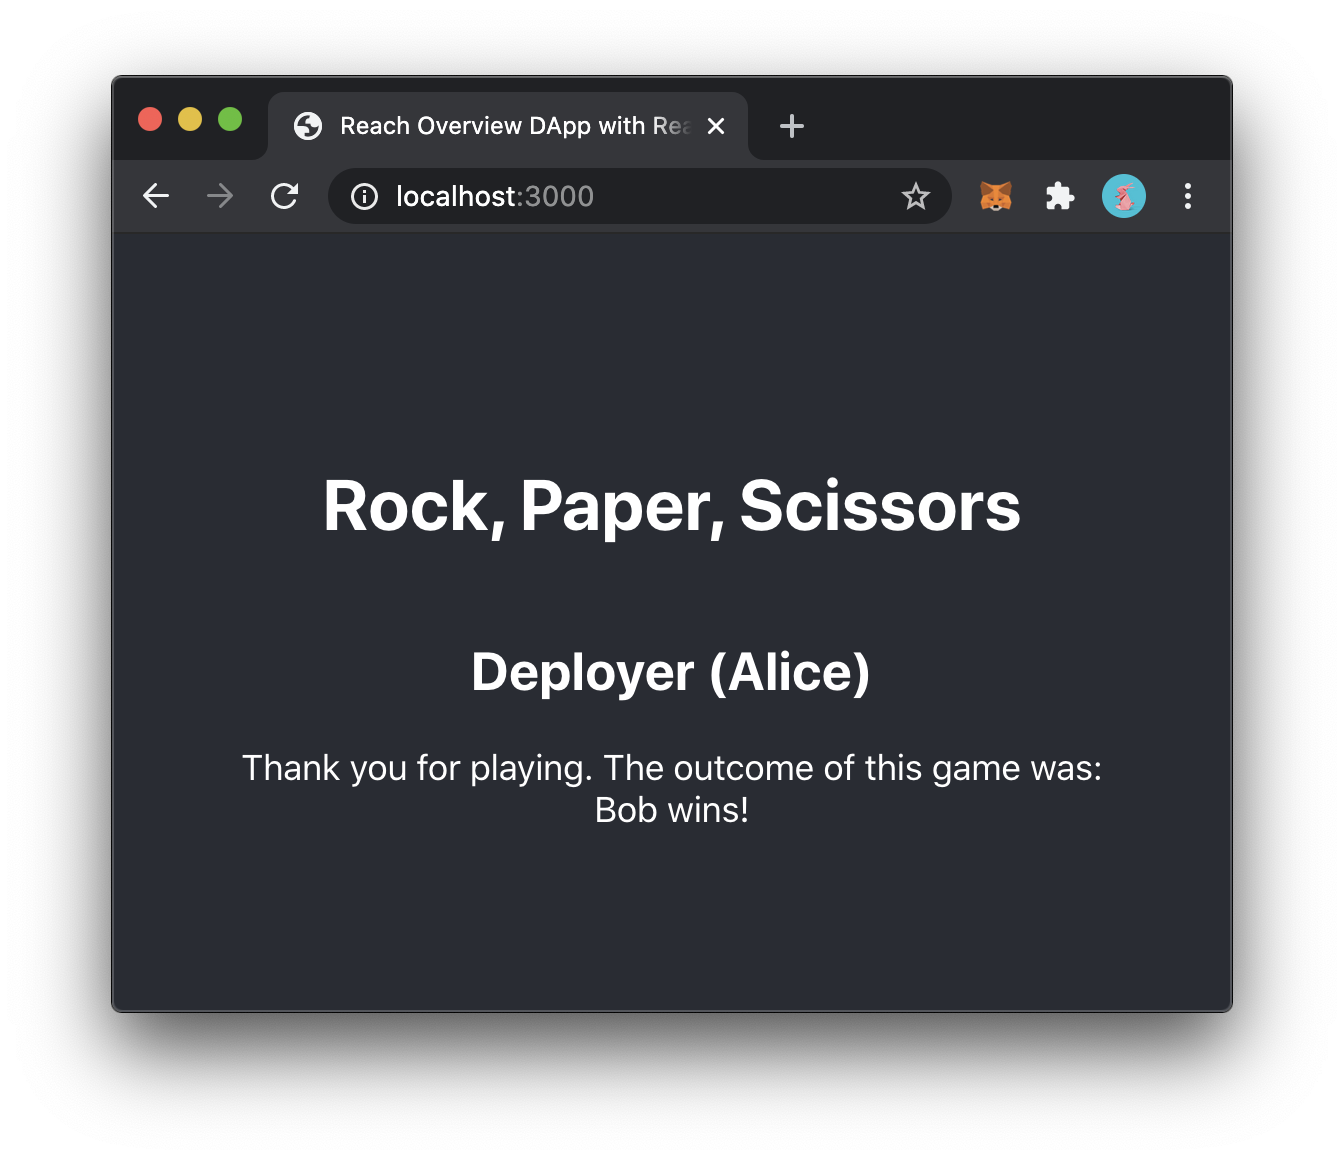 Reach Overview DApp with Rea
localhost:3000
Rock, Paper, Scissors
Deployer (Alice)
Thank you for playing. The outcome of this game was:
Bob wins!